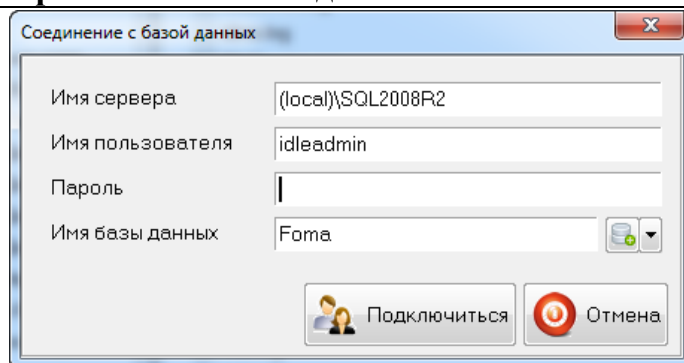 Соединение с базой данных
Имя сервера (local)\SQL2008R2
Имя пользователя idleadmin
Пароль
Имя базы данных Foma
Подключиться Отмена